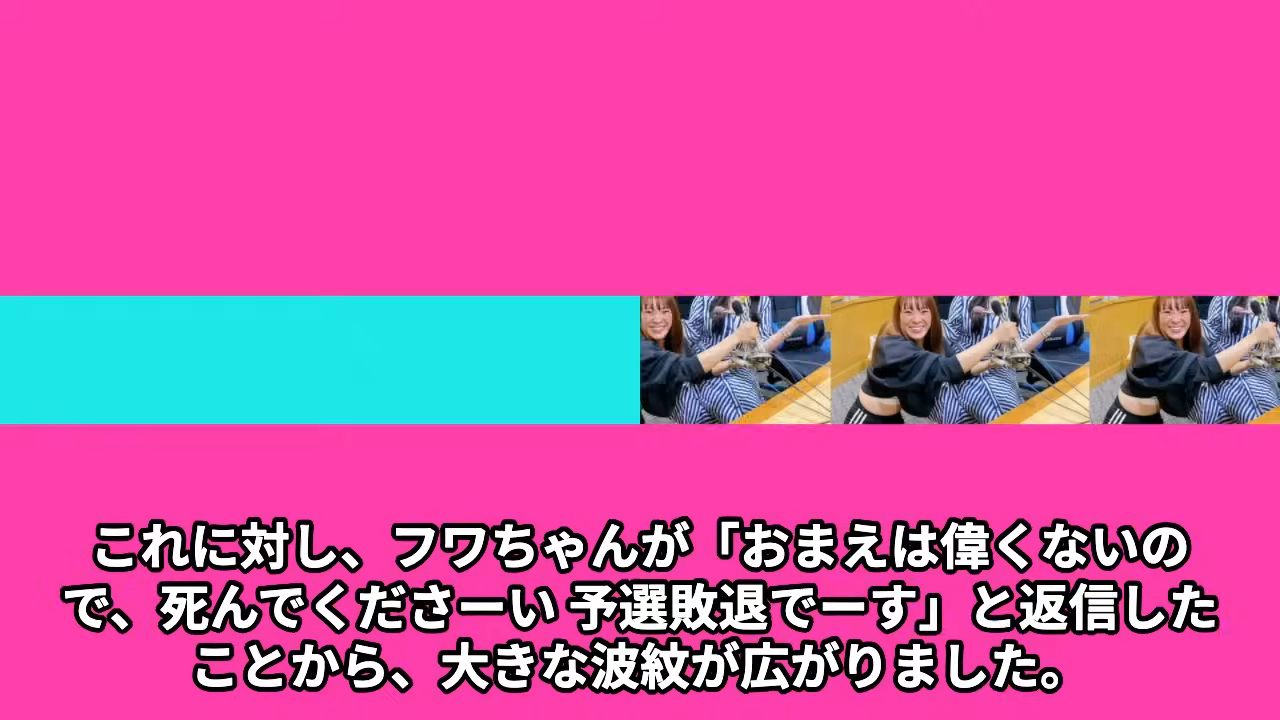 これに対し、フワちゃんが「おまえは偉くないの
で、死んでくださーい 予選敗退でーす」と返信した
ことから、大きな波紋が広がりました。